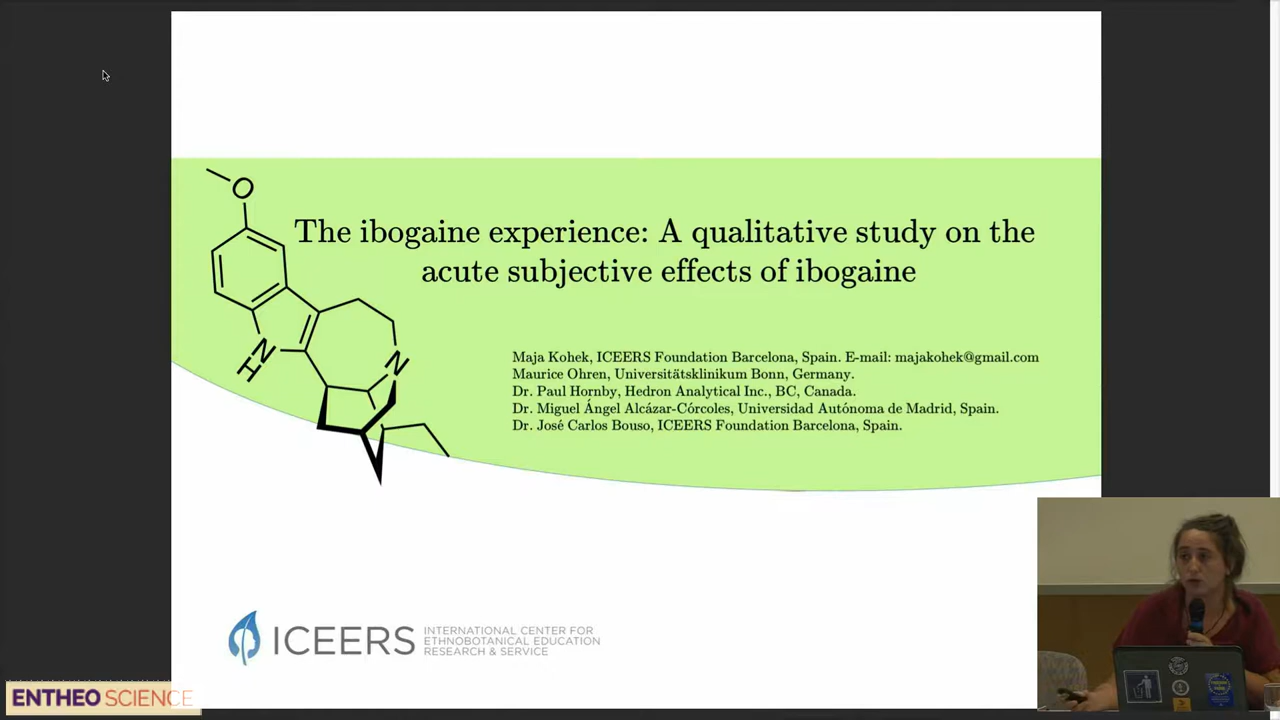 O
The ibogaine experience: A qualitative study on the
acute subjective effects of ibogaine
N
HN
Maja Kohek, ICEERS Foundation Barcelona, Spain. E-mail: majakohek@gmail.com
Maurice Ohren, Universitätsklinikum Bonn, Germany.
Dr. Paul Hornby, Hedron Analytical Inc., BC, Canada.
Dr. Miguel Ángel Alcázar-Córcoles, Universidad Autónoma de Madrid, Spain.
Dr. José Carlos Bouso, ICEERS Foundation Barcelona, Spain.
ICEERS
INTERNATIONAL CENTER FOR
ETHNOBOTANICAL EDUCATION
RESEARCH & SERVICE
ENTHEO SCIENCE